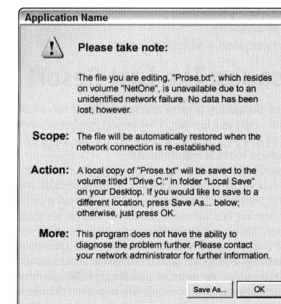 Application Name
Please take note:
The file you are editing, "Prose.txt", which resides
on volume "NetOne", is unavailable due to an
unidentified network failure. No data has been
lost, however.
Scope: The file will be automatically restored when the
network connection is re-established.
Action: A local copy of "Prose.txt" will be saved to the
volume titled "Drive C:" in folder "Local Save"
on your Desktop. If you would like to save to a
different location, press Save As... below;
otherwise, just press OK.
More: This program does not have the ability to
diagnose the problem further. Please contact
your network administrator for further information.
Save As... OK